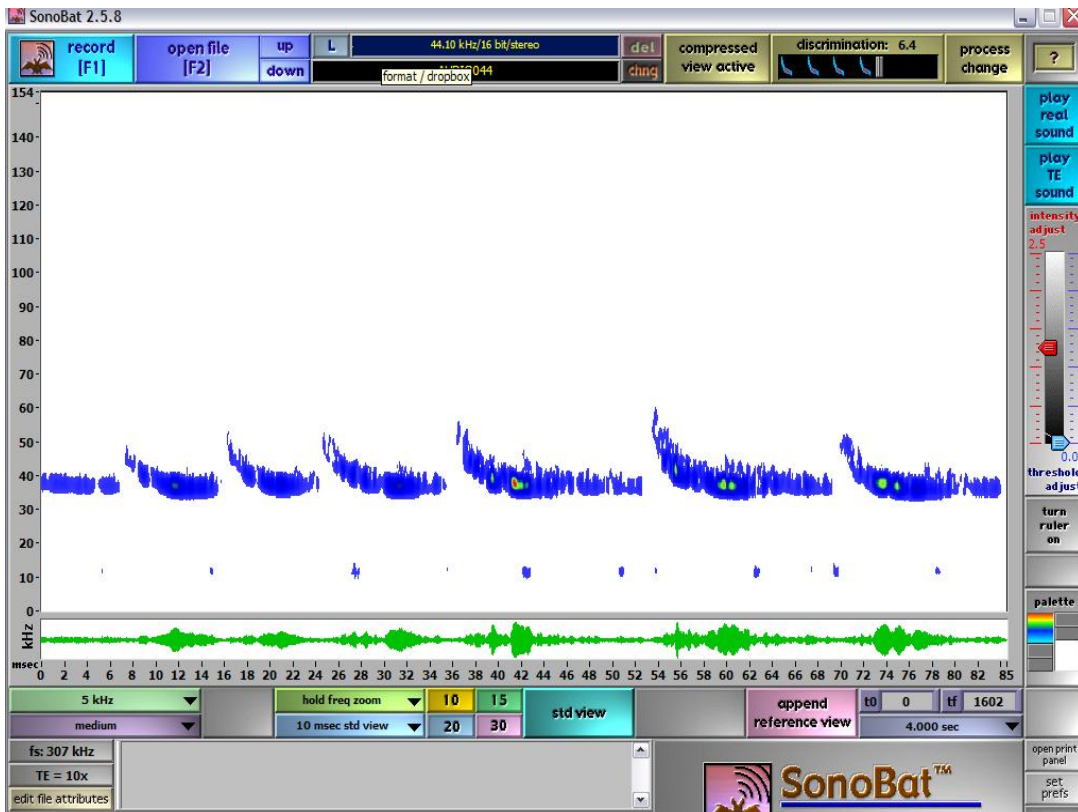 SonoBat 2.5.8
record
[F1]
open file
[F2]
up
down
L
44.10 kHz/16 bit/stereo
format / dropbox
del
chng
compressed
view active
discrimination: 6.4
process
change
?
154
140
130
120
110
100
90
80
70
60
50
40
30
20
10
0
kHz
msec
0 2 4 6 8 10 12 14 16 18 20 22 24 26 28 30 32 34 36 38 40 42 44 46 48 50 52 54 56 58 60 62 64 66 68 70 72 74 76 78 80 82 85
play
real
sound
play
TE
sound
intensity
adjust
2.5
0.0
threshold
adjust
turn
ruler
on
palette
5 kHz
medium
hold freq zoom
10 msec std view
10
15
20
30
std view
append
reference view
t0 0 tf 1602
4.000 sec
fs: 307 kHz
TE = 10x
edit file attributes
SonoBat™
open print
panel
set
prefs